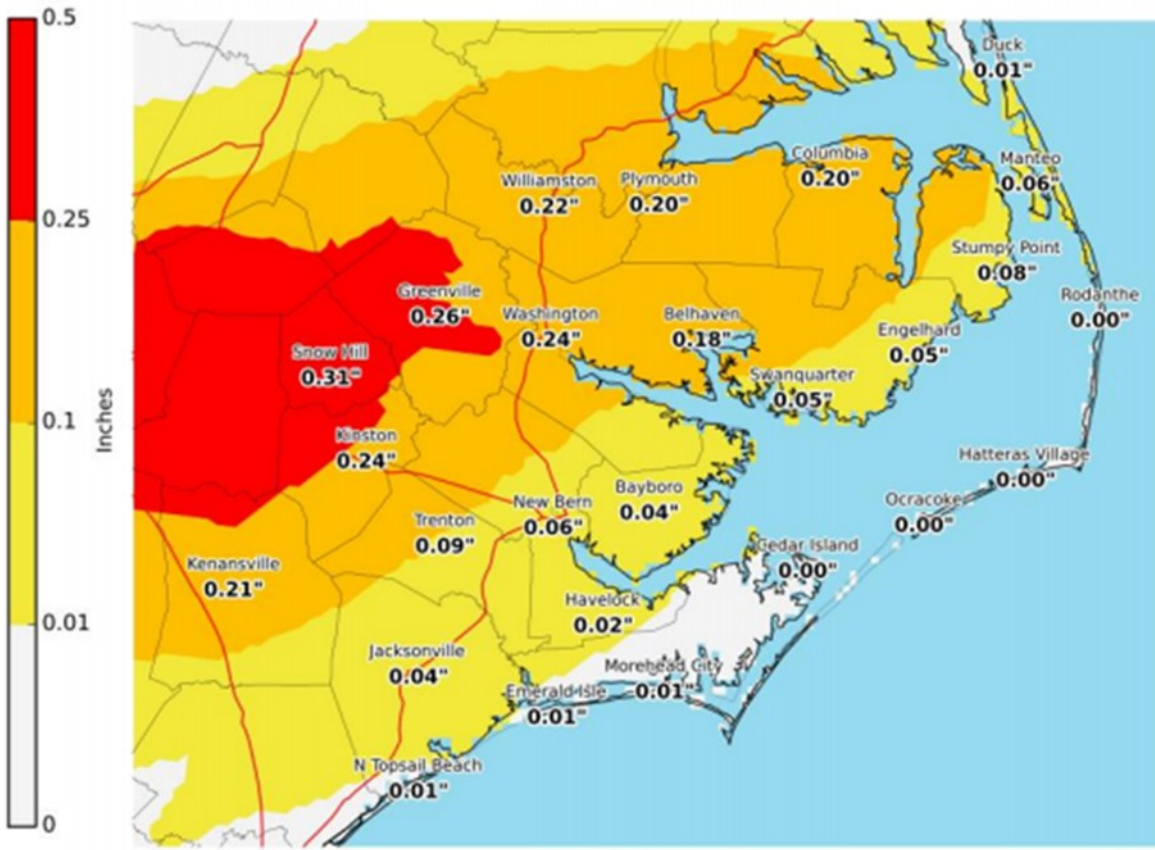 0.5
0.25
0.1
0.01
0
Inches
Duck
0.01"
Columbia
0.20"
Manteo
0.06"
Williamston
0.22"
Plymouth
0.20"
Stumpy Point
0.08"
Greenville
0.26"
Washington
0.24"
Belhaven
0.18"
Rodanthe
0.00"
Engelhard
0.05"
Snow Hill
0.31"
Swanquarter
0.05"
Kinston
0.24"
Hatteras Village
0.00"
Bayboro
0.04"
New Bern
0.06"
Ocracoke
0.00"
Trenton
0.09"
Cedar Island
0.00"
Kenansville
0.21"
Havelock
0.02"
Jacksonville
0.04"
Morehead City
0.01"
Emerald Isle
0.01"
N Topsail Beach
0.01"